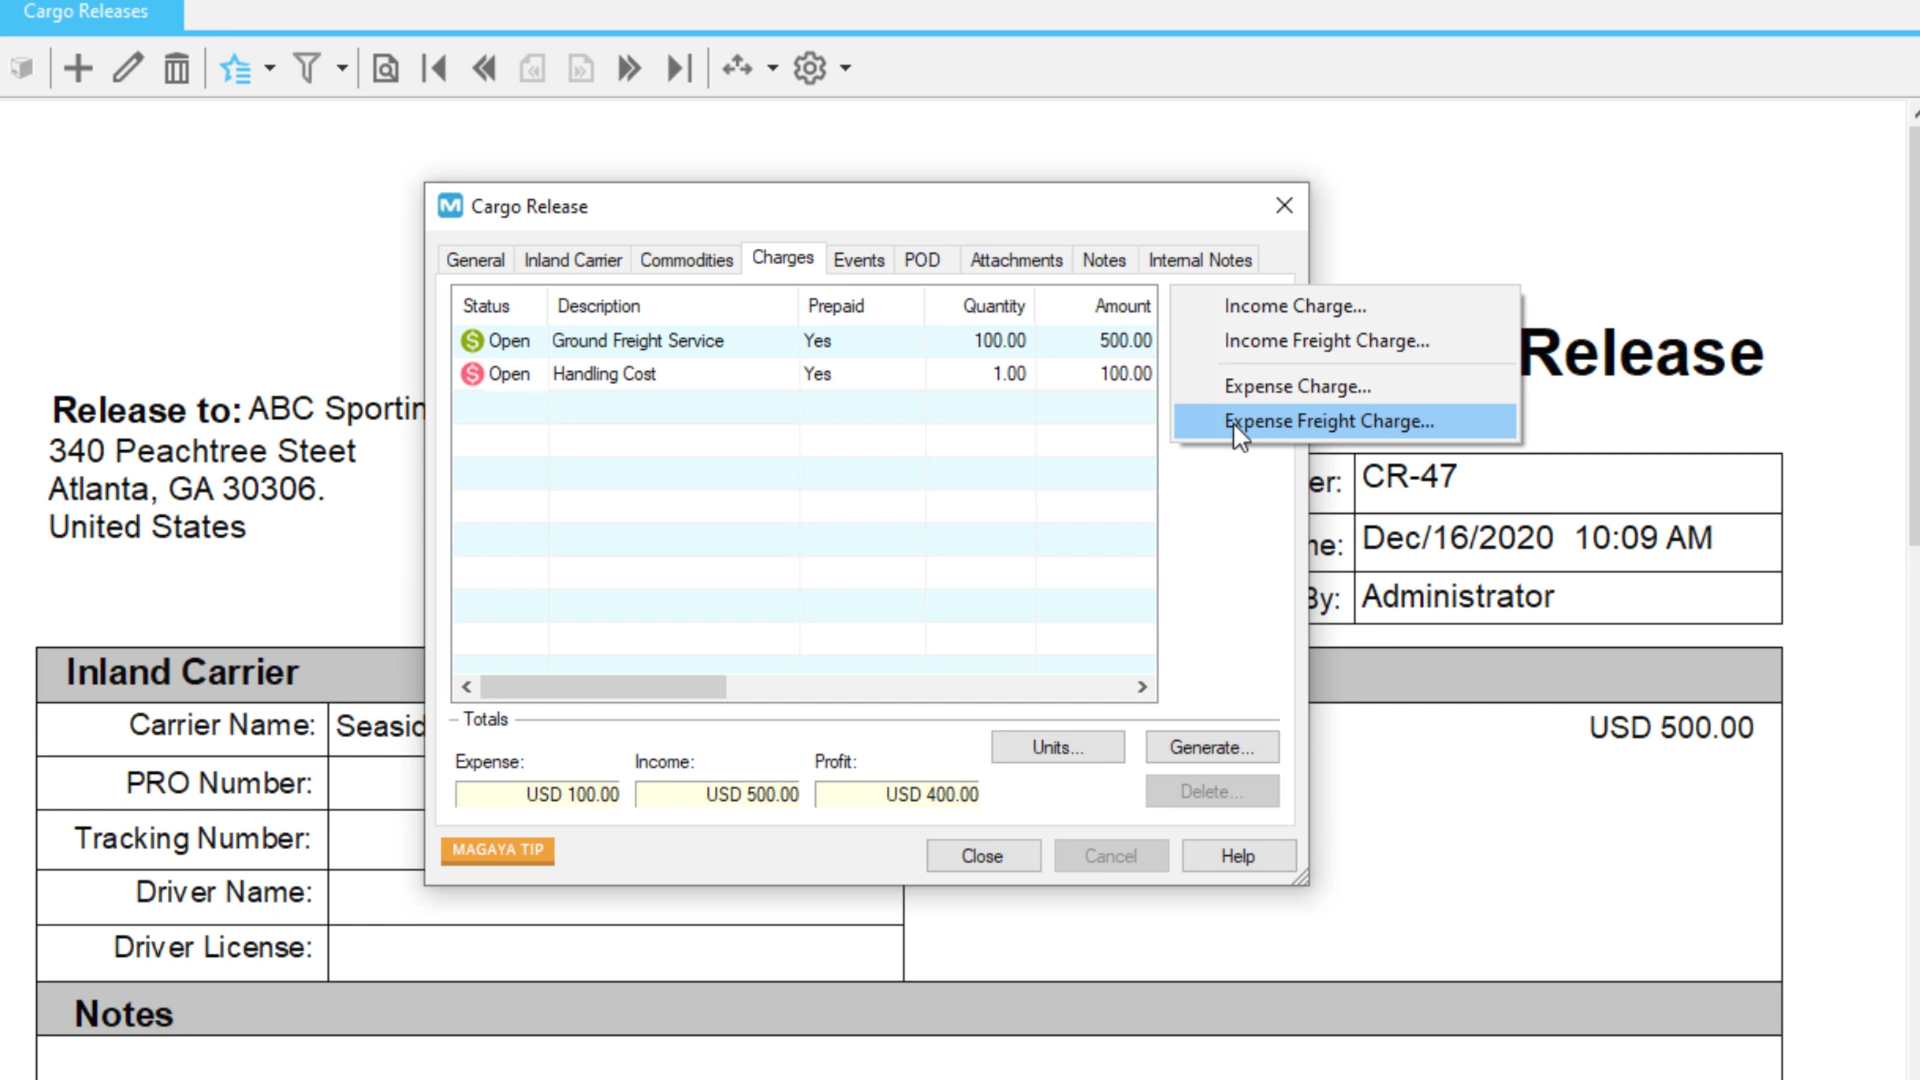 Cargo Releases
Cargo Release
General Inland Carrier Commodities Charges Events POD Attachments Notes Internal Notes
Status Description Prepaid Quantity Amount
Open Ground Freight Service Yes 100.00 500.00
Open Handling Cost Yes 1.00 100.00
Income Charge...
Income Freight Charge...
Expense Charge...
Expense Freight Charge...
Totals
Expense: Income: Profit:
USD 100.00 USD 500.00 USD 400.00
Units... Generate...
Delete...
MAGAYA TIP
Close Cancel Help
Release
Release to: ABC Sportin
340 Peachtree Steet
Atlanta, GA 30306.
United States
er: CR-47
ne: Dec/16/2020 10:09 AM
By: Administrator
Inland Carrier
Carrier Name: Seasid
USD 500.00
PRO Number:
Tracking Number:
Driver Name:
Driver License:
Notes